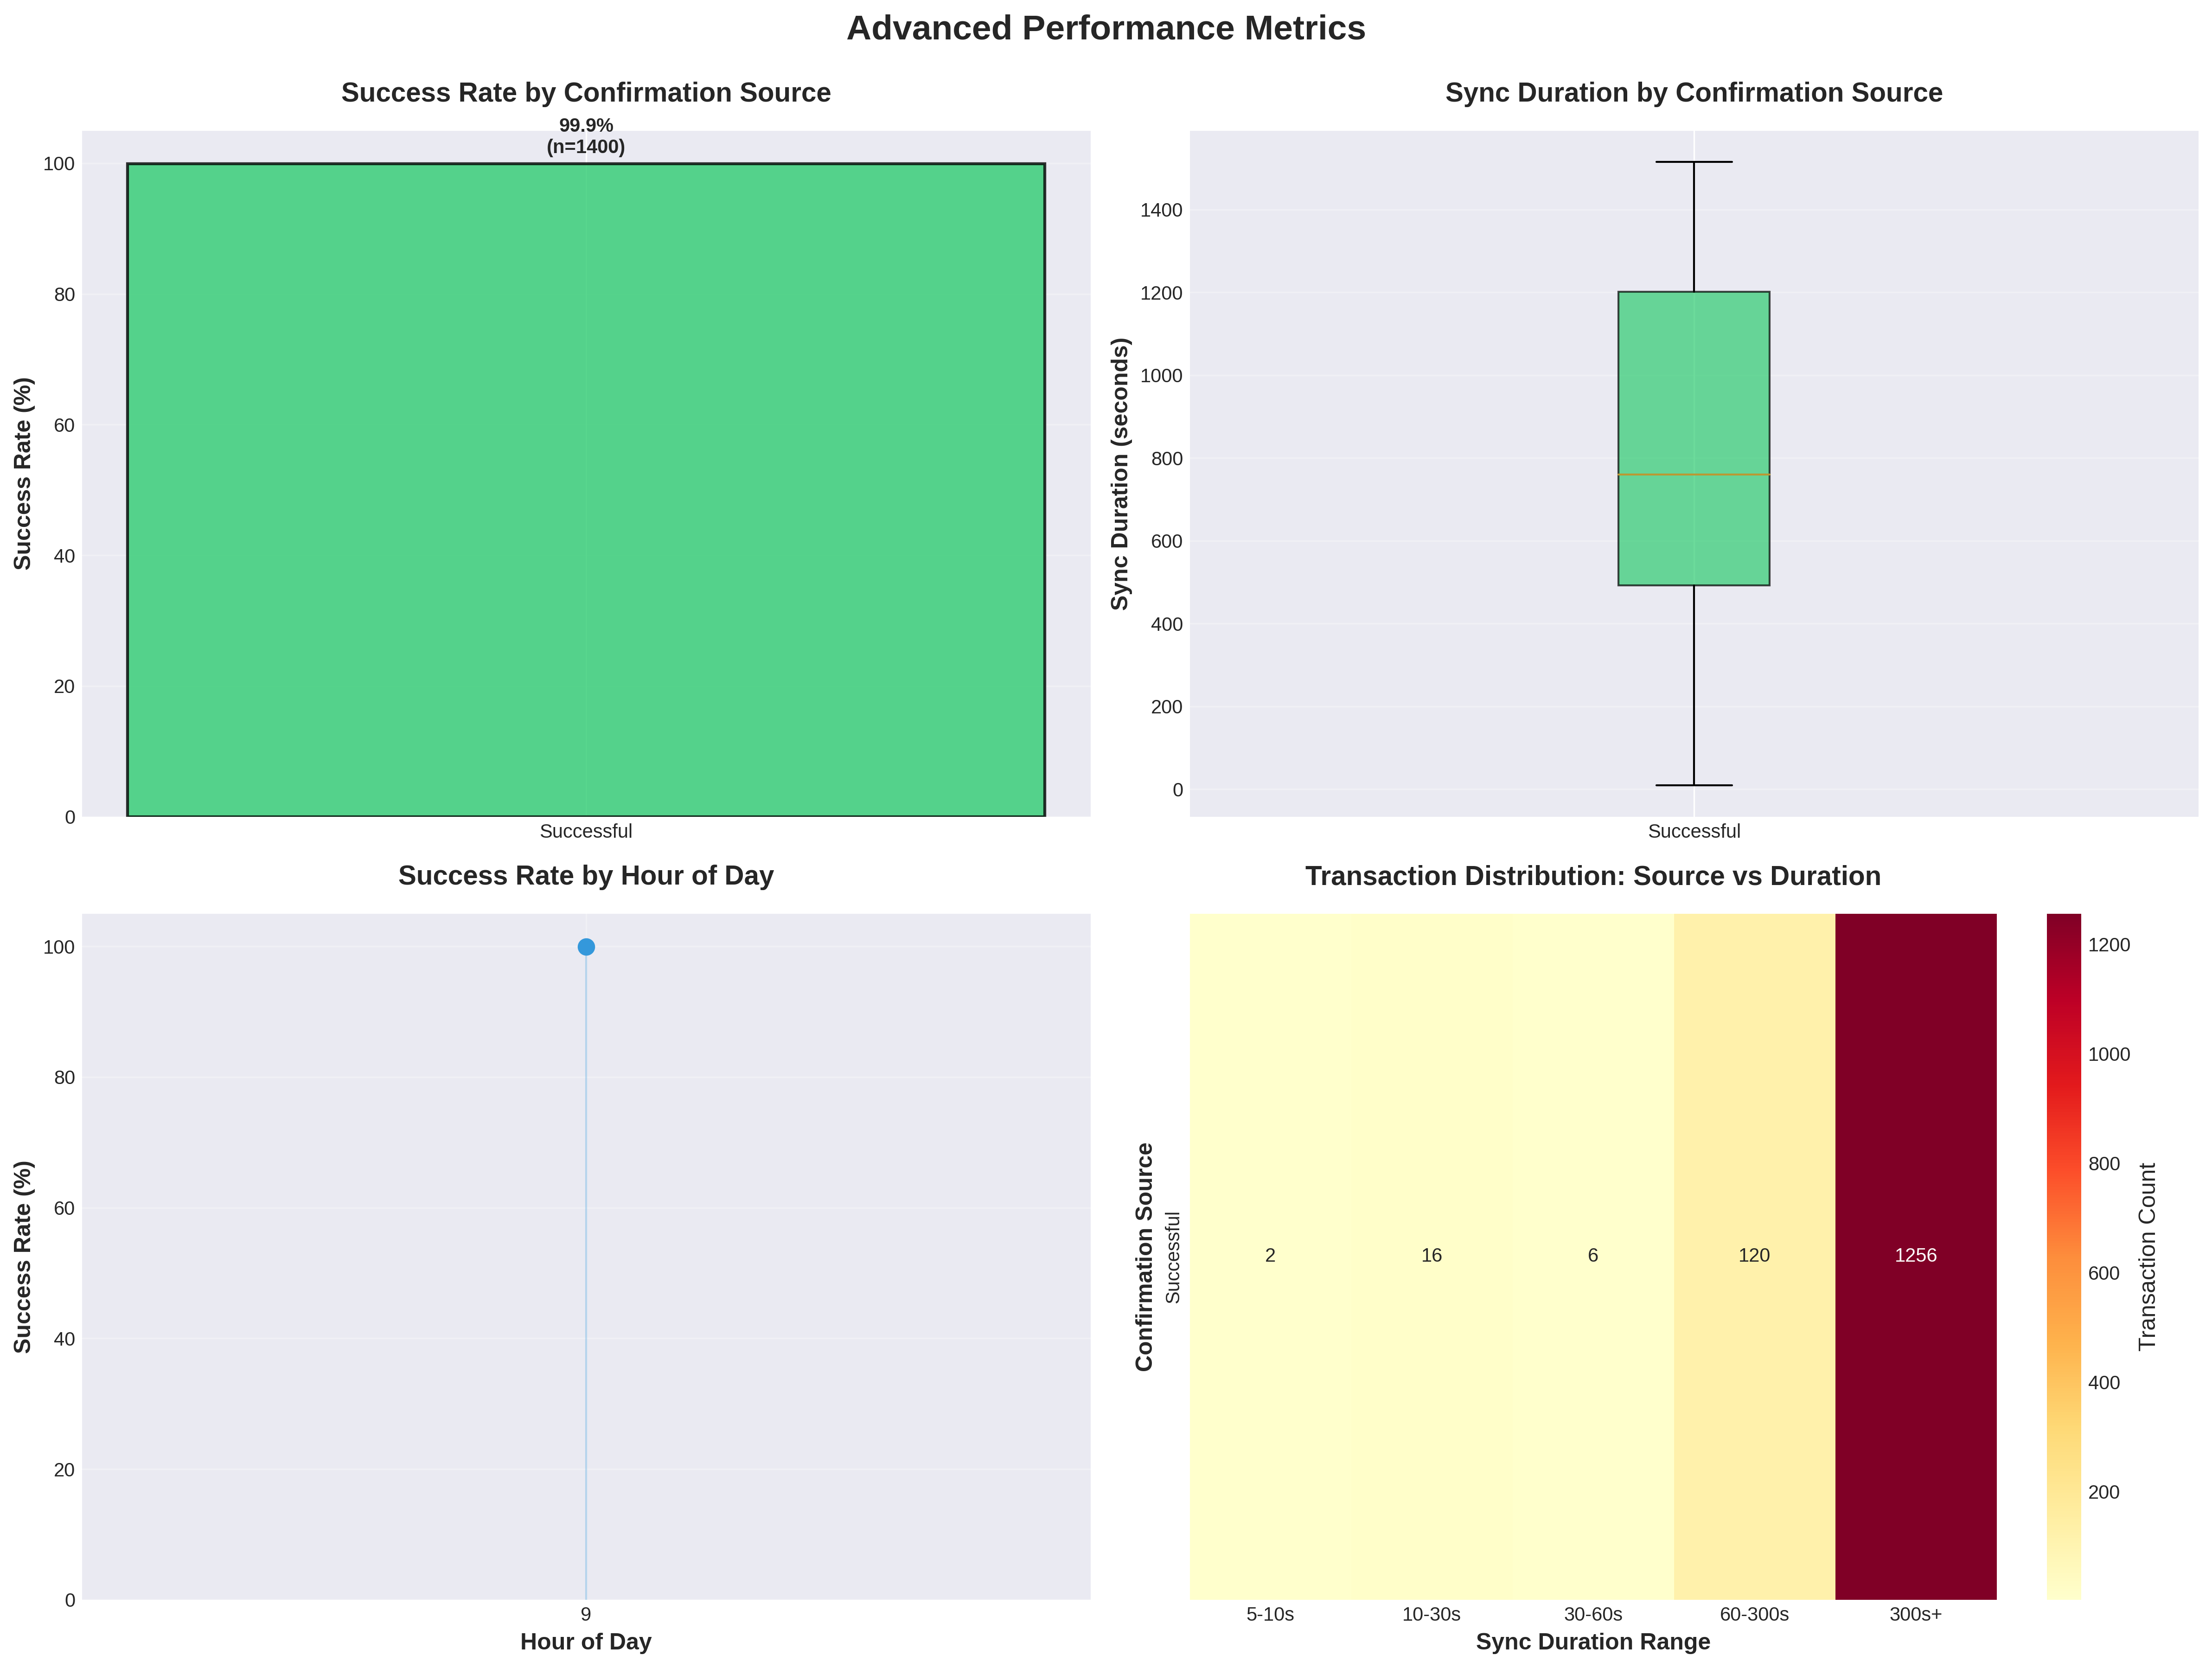 Advanced Performance Metrics
Success Rate by Confirmation Source
99.9%
(n=1400)
Success Rate (%)
100
80
60
40
20
0
Successful
Sync Duration by Confirmation Source
Sync Duration (seconds)
1400
1200
1000
800
600
400
200
0
Successful
Success Rate by Hour of Day
Success Rate (%)
100
80
60
40
20
0
9
Hour of Day
Transaction Distribution: Source vs Duration
Confirmation Source
Successful
2 16 6 120 1256
5-10s 10-30s 30-60s 60-300s 300s+
Sync Duration Range
1200
1000
800
600
400
200
Transaction Count